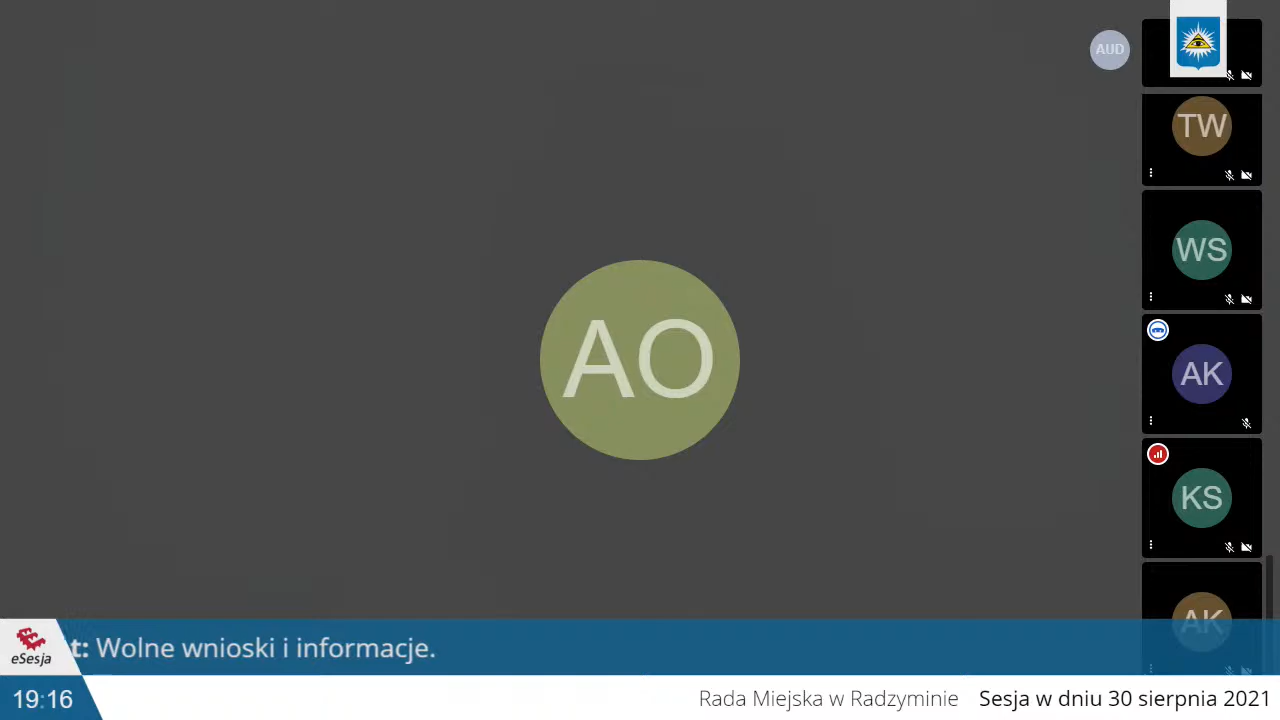 AUD
TW
WS
AK
KS
AK
AO
t: Wolne wnioski i informacje.
eSesja
19:16
Rada Miejska w Radzyminie Sesja w dniu 30 sierpnia 2021